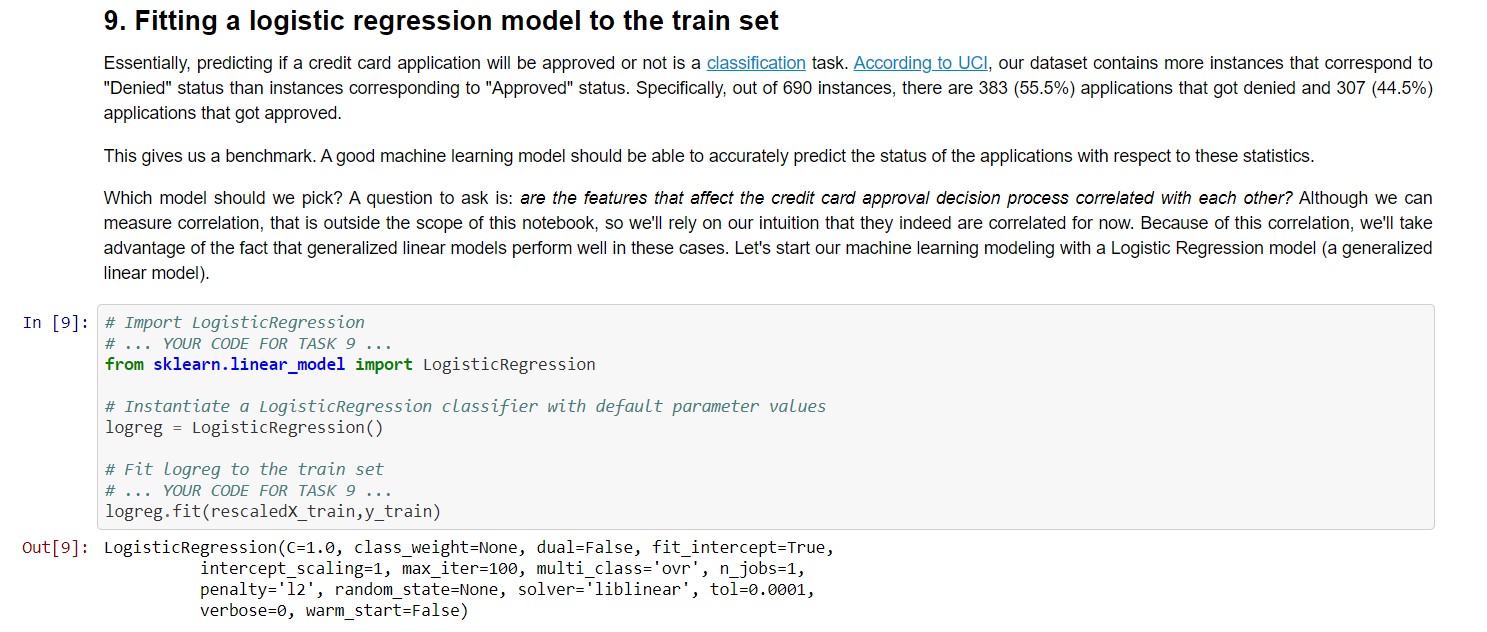 9. Fitting a logistic regression model to the train set
Essentially, predicting if a credit card application will be approved or not is a classification task. According to UCI, our dataset contains more instances that correspond to
"Denied" status than instances corresponding to "Approved" status. Specifically, out of 690 instances, there are 383 (55.5%) applications that got denied and 307 (44.5%)
applications that got approved.
This gives us a benchmark. A good machine learning model should be able to accurately predict the status of the applications with respect to these statistics.
Which model should we pick? A question to ask is: are the features that affect the credit card approval decision process correlated with each other? Although we can
measure correlation, that is outside the scope of this notebook, so we'll rely on our intuition that they indeed are correlated for now. Because of this correlation, we'll take
advantage of the fact that generalized linear models perform well in these cases. Let's start our machine learning modeling with a Logistic Regression model (a generalized
linear model).
In [9]: # Import LogisticRegression
# ... YOUR CODE FOR TASK 9 ...
from sklearn.linear_model import LogisticRegression
# Instantiate a LogisticRegression classifier with default parameter values
logreg = LogisticRegression()
# Fit logreg to the train set
# ... YOUR CODE FOR TASK 9 ...
logreg.fit(rescaledX_train,y_train)
Out[9]: LogisticRegression(C=1.0, class_weight=None, dual=False, fit_intercept=True,
intercept_scaling=1, max_iter=100, multi_class='ovr', n_jobs=1,
penalty='l2', random_state=None, solver='liblinear', tol=0.0001,
verbose=0, warm_start=False)